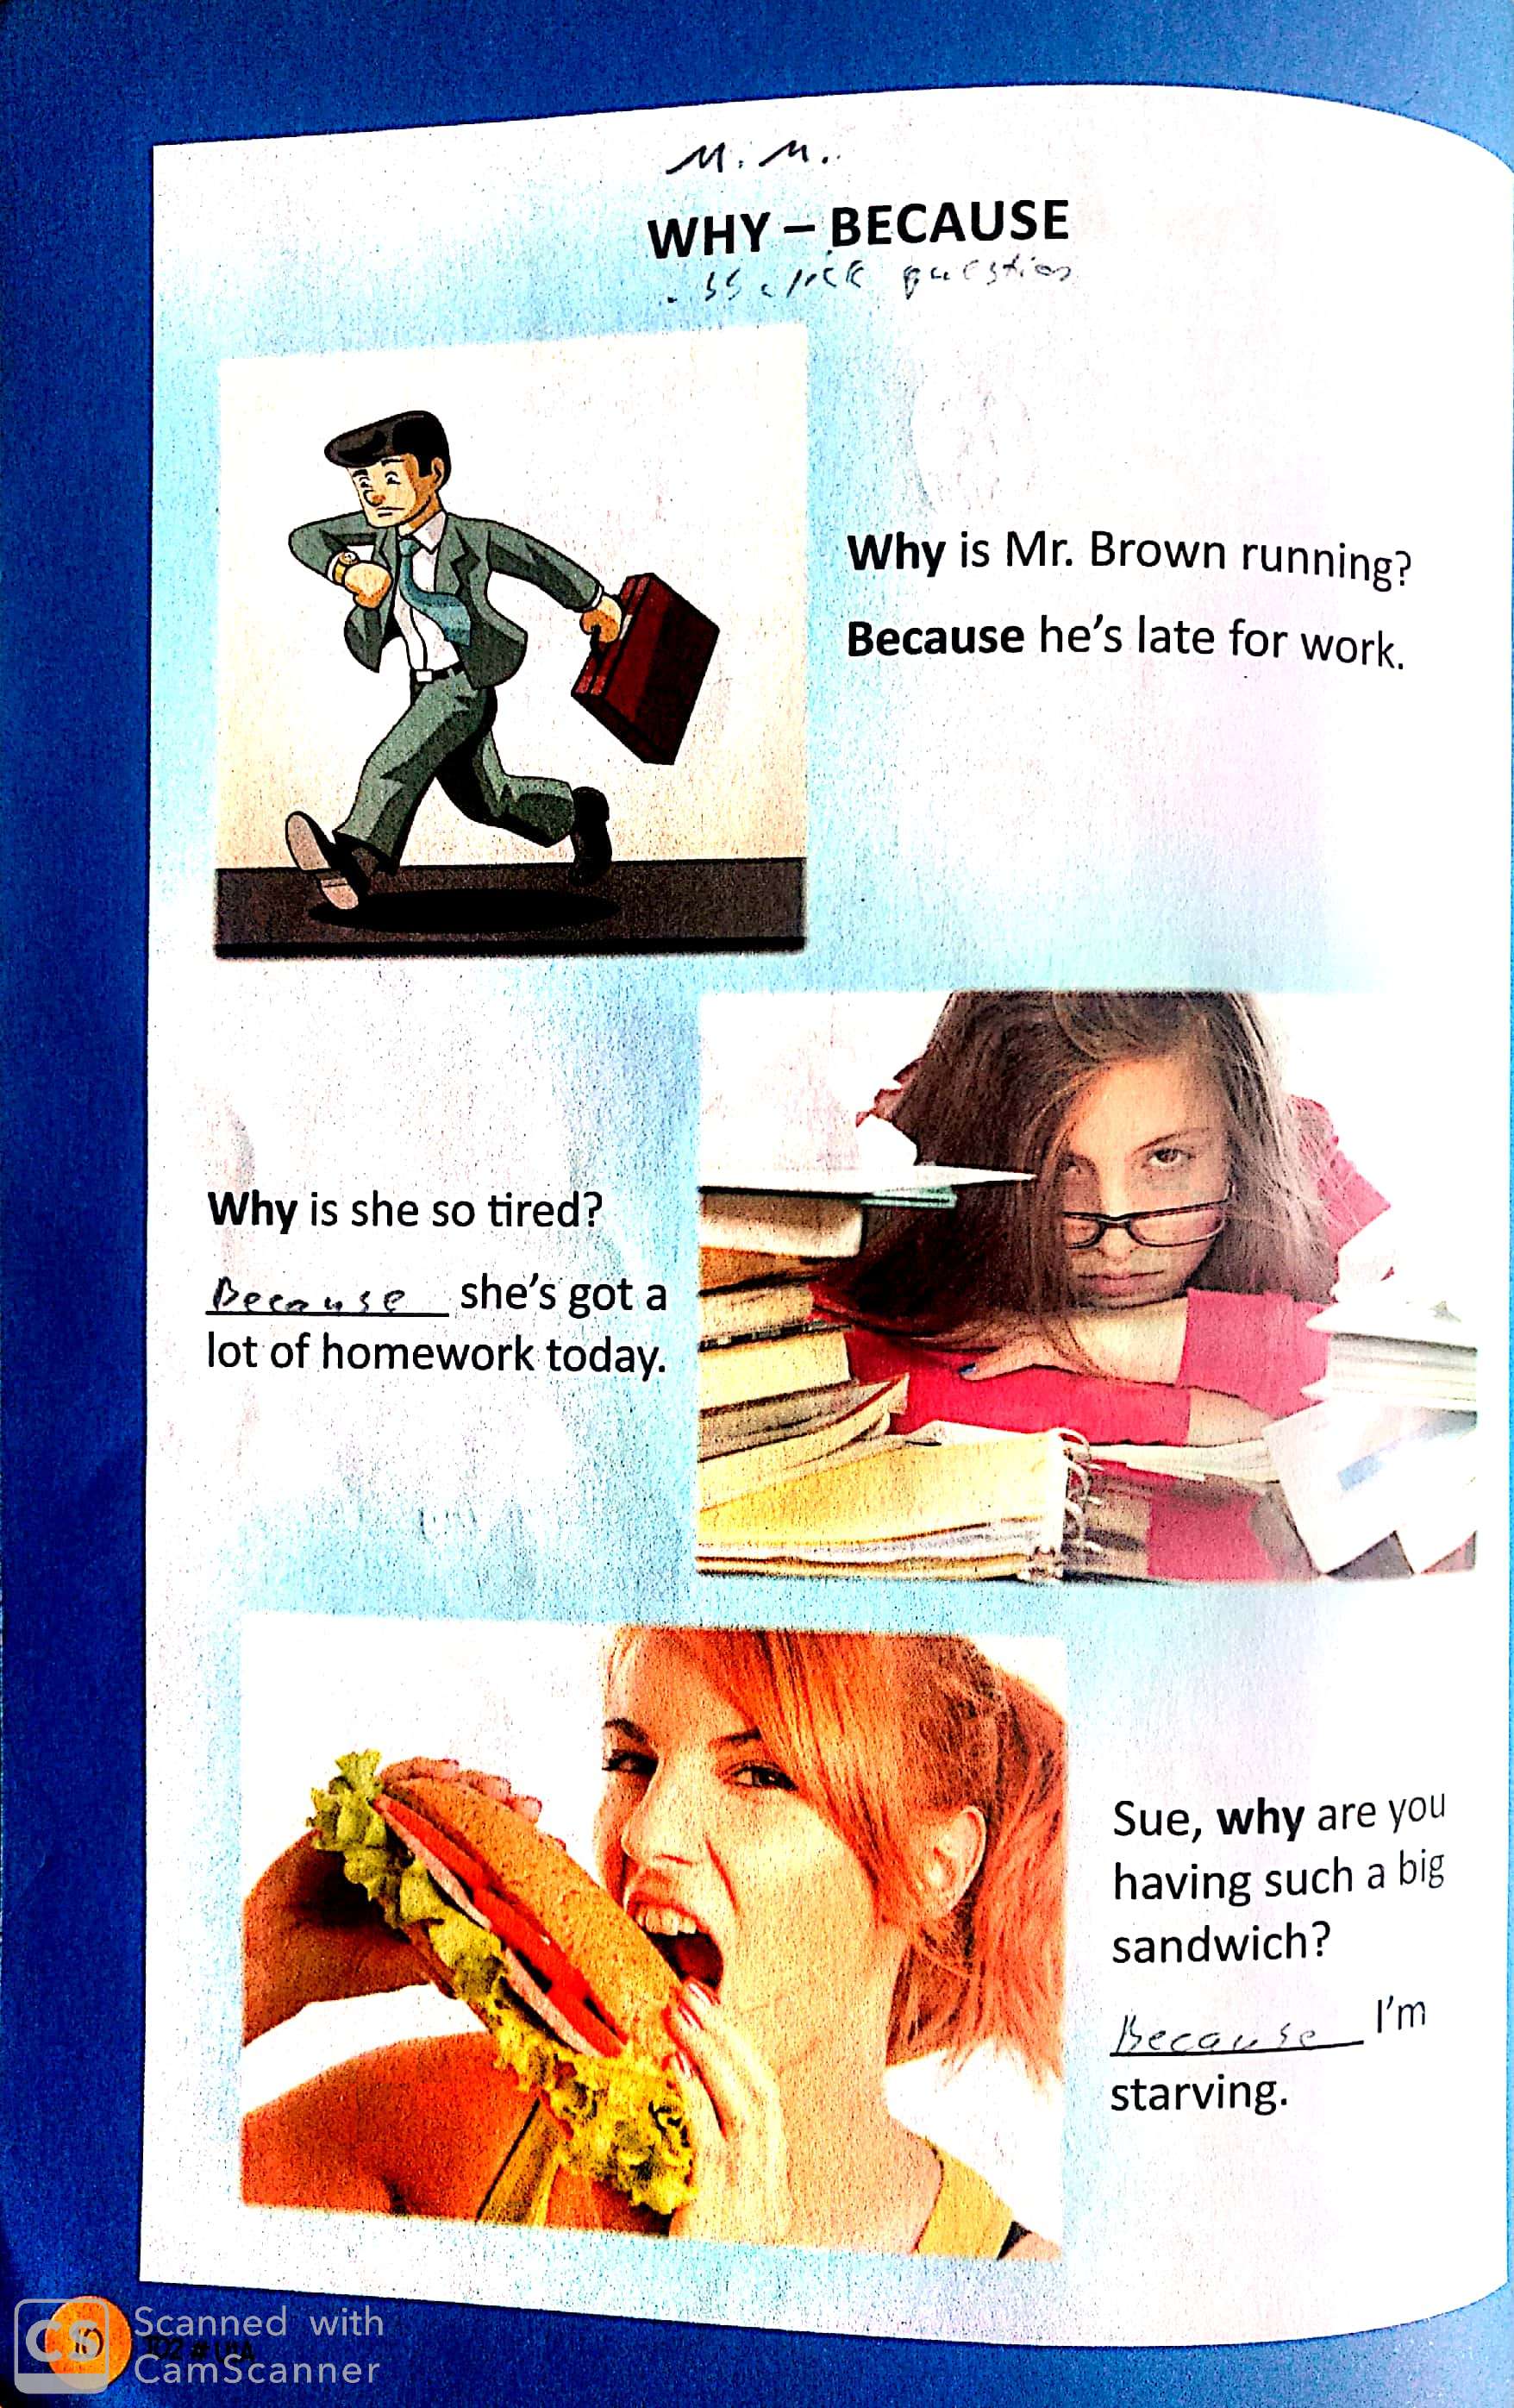 M. M.
WHY – BECAUSE
question
Why is Mr. Brown running?
Because he's late for work.
Why is she so tired?
Because she's got a
lot of homework today.
Sue, why are you
having such a big
sandwich?
Because I'm
starving.
10
CS
Scanned with
CamScanner